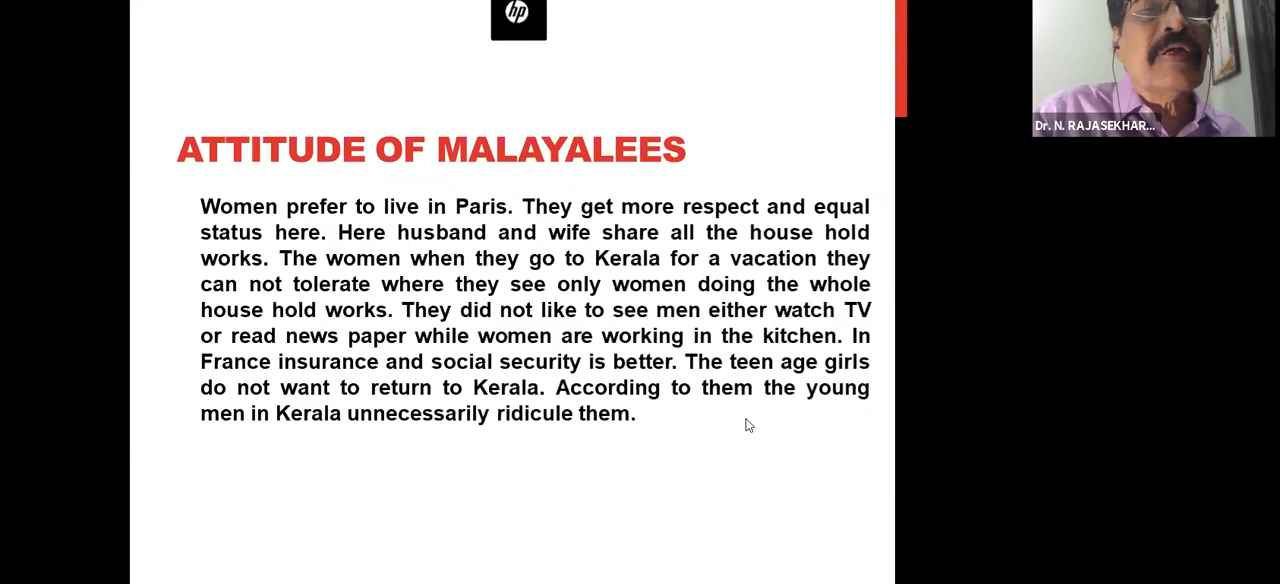 hp
ATTITUDE OF MALAYALEES
Women prefer to live in Paris. They get more respect and equal
status here. Here husband and wife share all the house hold
works. The women when they go to Kerala for a vacation they
can not tolerate where they see only women doing the whole
house hold works. They did not like to see men either watch TV
or read news paper while women are working in the kitchen. In
France insurance and social security is better. The teen age girls
do not want to return to Kerala. According to them the young
men in Kerala unnecessarily ridicule them.
Dr. N. RAJASEKHAR...